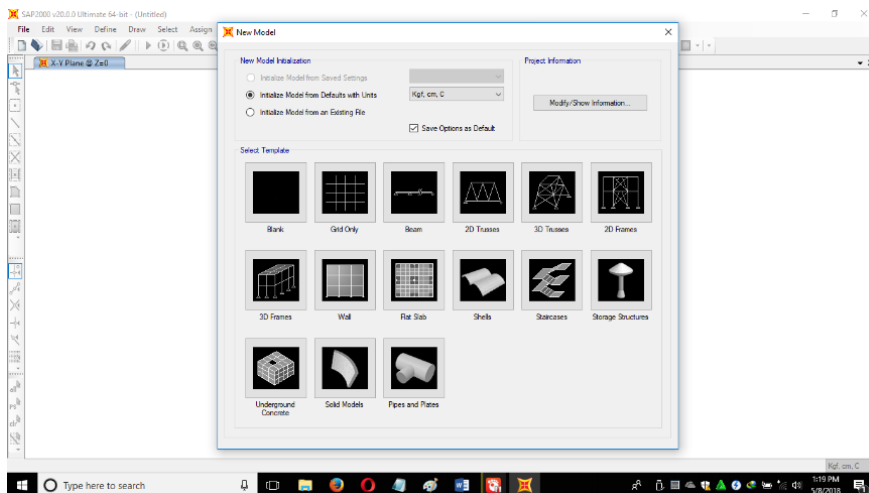 SAP2000 v20.0.0 Ultimate 64-bit - (Untitled)
File Edit View Define Draw Select Assign
X-Y Plane @ Z=0
New Model
New Model Initialization
Initialize Model from Saved Settings
Initialize Model from Defaults with Units
Kgf, cm, C
Initialize Model from an Existing File
Save Options as Default
Project Information
Modify/Show Information...
Select Template
Blank Grid Only Beam 2D Trusses 3D Trusses 2D Frames
3D Frames Wall Flat Slab Shells Staircases Storage Structures
Underground Concrete Solid Models Pipes and Plates
Kgf, cm, C
Type here to search
1:19 PM
5/8/2018